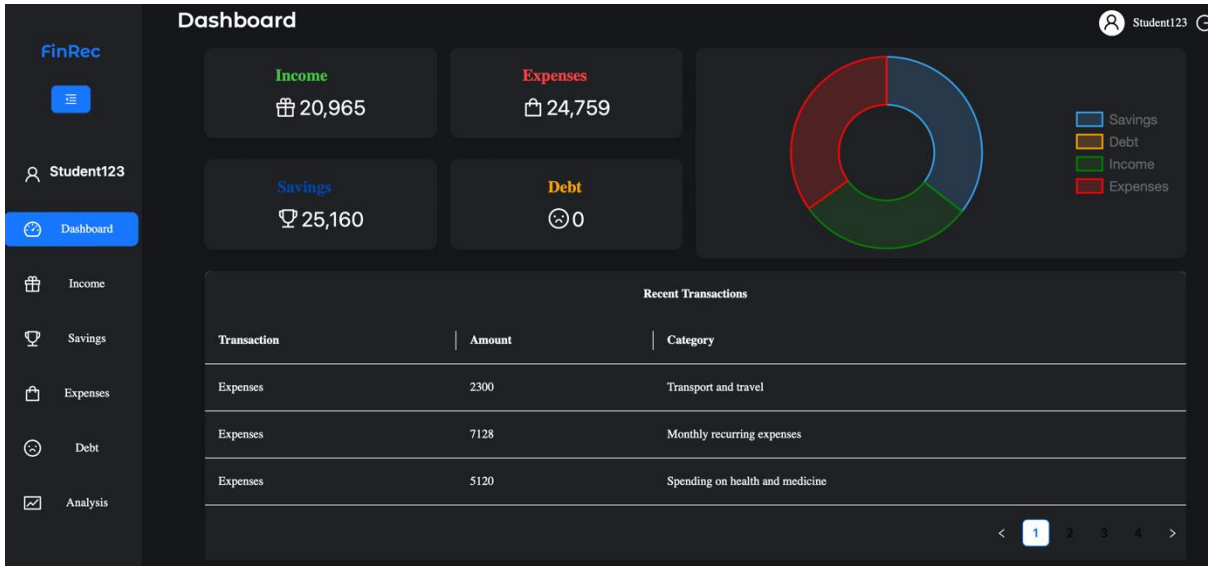 Dashboard
Student123
FinRec
Income
20,965
Expenses
24,759
Savings
25,160
Debt
0
Savings
Debt
Income
Expenses
Student123
Dashboard
Income
Savings
Expenses
Debt
Analysis
Recent Transactions
Transaction Amount Category
Expenses 2300 Transport and travel
Expenses 7128 Monthly recurring expenses
Expenses 5120 Spending on health and medicine
< 1 2 3 4 >